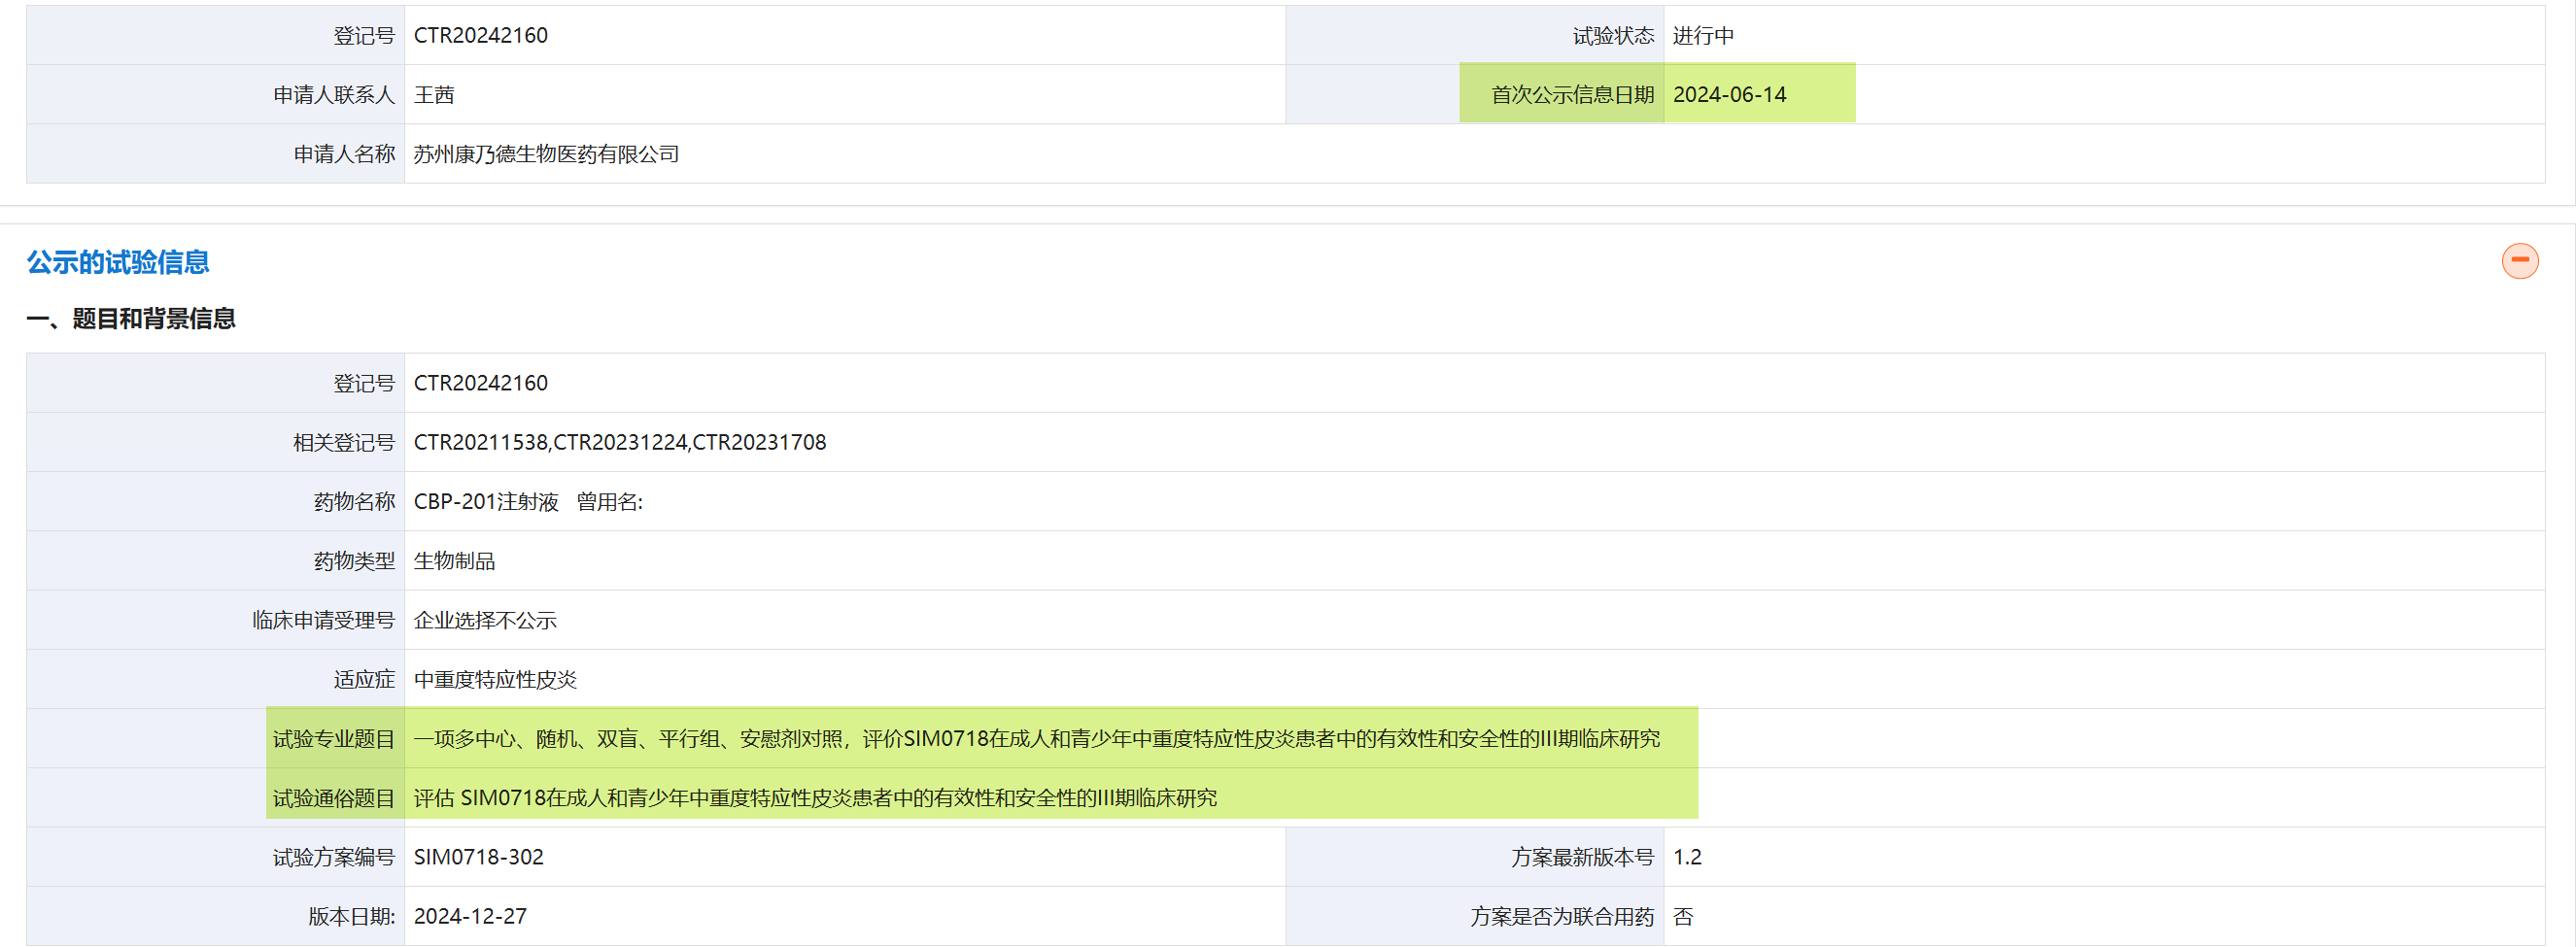 登记号 CTR20242160 试验状态 进行中
申请人联系人 王茜 首次公示信息日期 2024-06-14
申请人名称 苏州康乃德生物医药有限公司
公示的试验信息
一、题目和背景信息
登记号 CTR20242160
相关登记号 CTR20211538,CTR20231224,CTR20231708
药物名称 CBP-201注射液 曾用名:
药物类型 生物制品
临床申请受理号 企业选择不公示
适应症 中重度特应性皮炎
试验专业题目 一项多中心、随机、双盲、平行组、安慰剂对照，评价SIM0718在成人和青少年中重度特应性皮炎患者中的有效性和安全性的III期临床研究
试验通俗题目 评估 SIM0718在成人和青少年中重度特应性皮炎患者中的有效性和安全性的III期临床研究
试验方案编号 SIM0718-302 方案最新版本号 1.2
版本日期: 2024-12-27 方案是否为联合用药 否